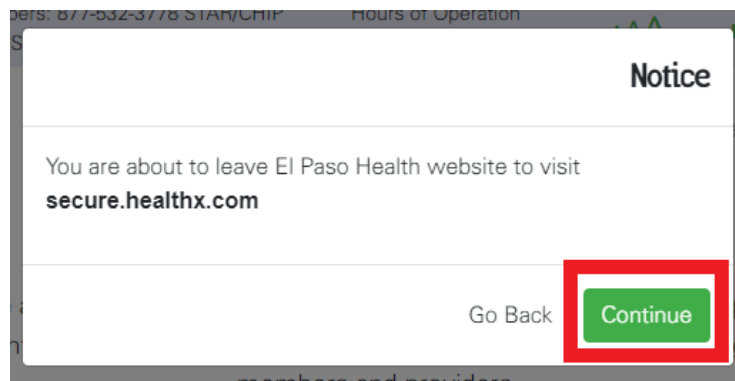 877-532-3778 STAR/CHIP Hours of Operation
Notice
You are about to leave El Paso Health website to visit
secure.healthx.com
Go Back Continue
members and providers